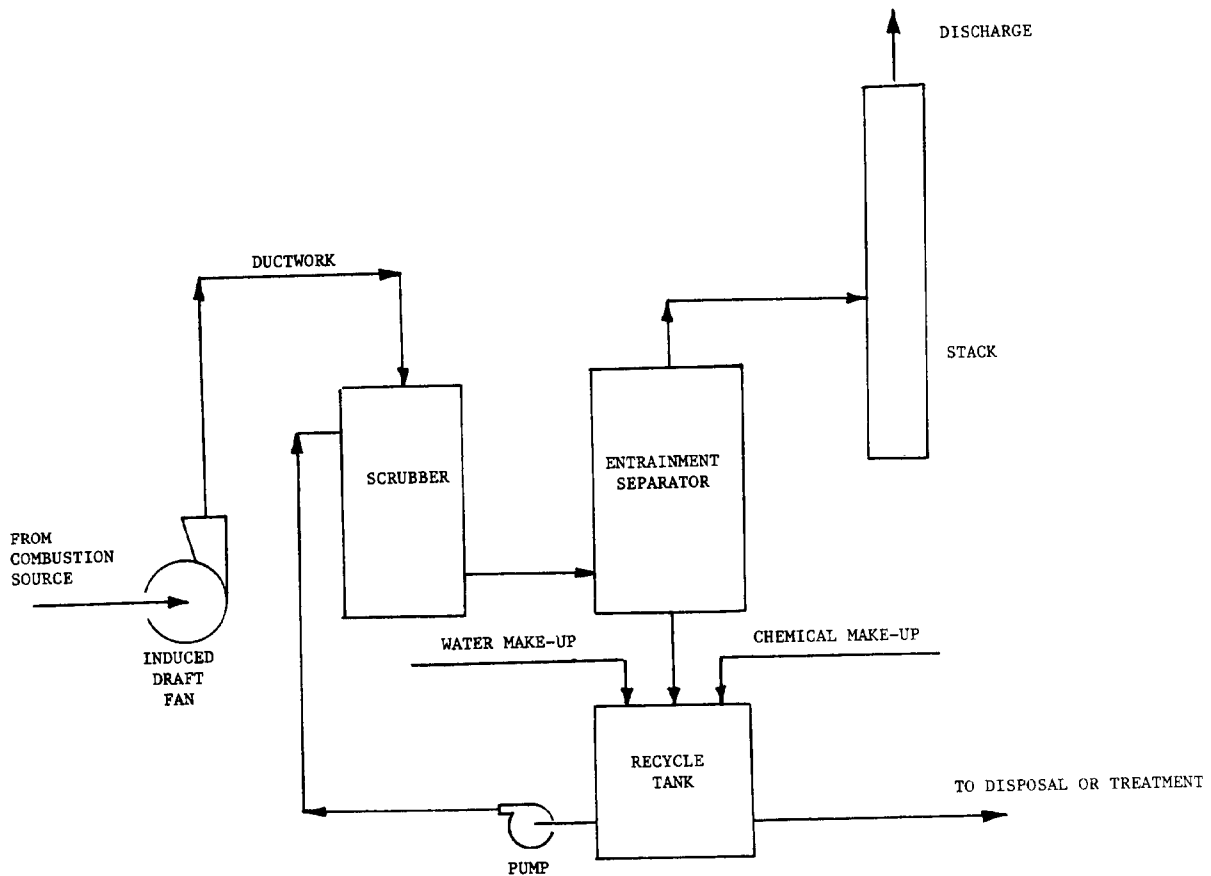 DISCHARGE
DUCTWORK
STACK
SCRUBBER
ENTRAINMENT
SEPARATOR
FROM
COMBUSTION
SOURCE
INDUCED
DRAFT
FAN
WATER MAKE-UP
CHEMICAL MAKE-UP
RECYCLE
TANK
TO DISPOSAL OR TREATMENT
PUMP